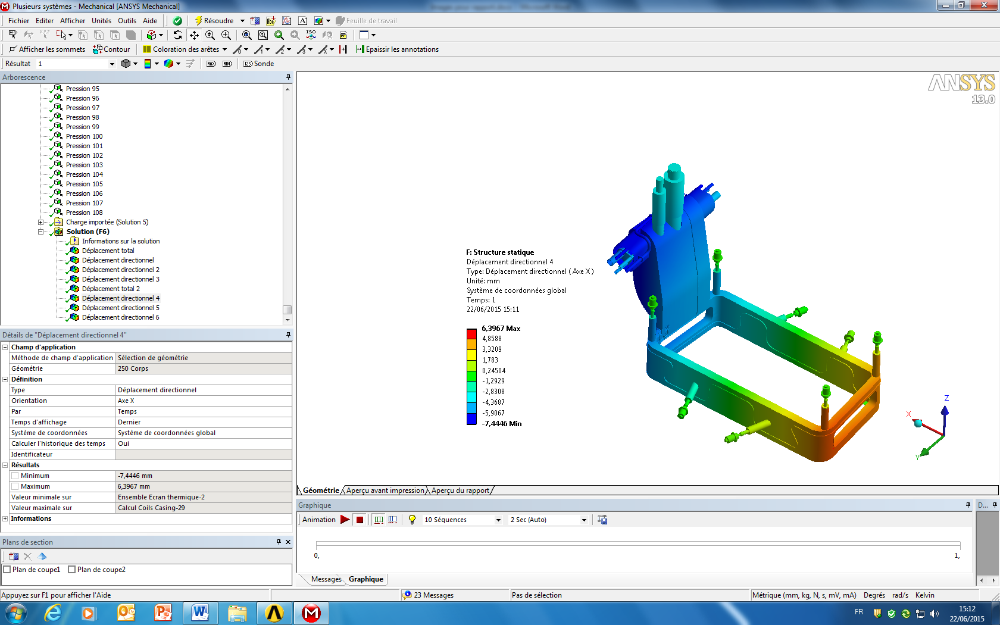 Plusieurs systèmes - Mechanical [ANSYS Mechanical]
Fichier Editer Afficher Unités Outils Aide Résoudre Feuille de travail
Afficher les sommets Contour Coloration des arêtes Epaissir les annotations
Résultat 1 MAX MIN Sonde
Arborescence
Pression 95
Pression 96
Pression 97
Pression 98
Pression 99
Pression 100
Pression 101
Pression 102
Pression 103
Pression 104
Pression 105
Pression 106
Pression 107
Pression 108
Charge importée (Solution 5)
Solution (F6)
Informations sur la solution
Déplacement total
Déplacement directionnel
Déplacement directionnel 2
Déplacement directionnel 3
Déplacement total 2
Déplacement directionnel 4
Déplacement directionnel 5
Déplacement directionnel 6
Détails de "Déplacement directionnel 4"
Champ d'application
Méthode de champ d'application Sélection de géométrie
Géométrie 250 Corps
Définition
Type Déplacement directionnel
Orientation Axe X
Par Temps
Temps d'affichage Dernier
Système de coordonnées Système de coordonnées global
Calculer l'historique des temps Oui
Identificateur
Résultats
Minimum -7,4446 mm
Maximum 6,3967 mm
Valeur minimale sur Ensemble Ecran thermique-2
Valeur maximale sur Calcul Coils Casing-29
Informations
Plans de section
Plan de coupe1 Plan de coupe2
ANSYS
13.0
F: Structure statique
Déplacement directionnel 4
Type: Déplacement directionnel ( Axe X )
Unité: mm
Système de coordonnées global
Temps: 1
22/06/2015 15:11
6,3967 Max
4,8588
3,3209
1,783
0,24504
-1,2929
-2,8308
-4,3687
-5,9067
-7,4446 Min
Z
X
Y
Géométrie Aperçu avant impression Aperçu du rapport
Graphique D...
Animation 10 Séquences 2 Sec (Auto)
0, 1,
Messages Graphique
Appuyez sur F1 pour afficher l'Aide 23 Messages Pas de sélection Métrique (mm, kg, N, s, mV, mA) Degrés rad/s Kelvin
FR 15:12
22/06/2015